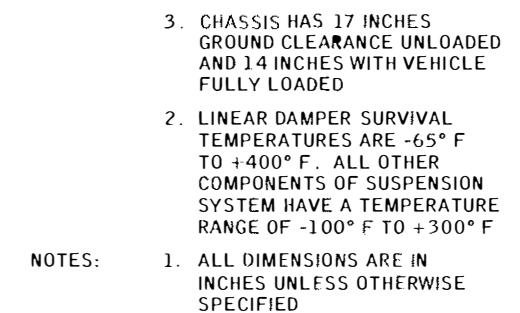 3. CHASSIS HAS 17 INCHES
GROUND CLEARANCE UNLOADED
AND 14 INCHES WITH VEHICLE
FULLY LOADED
2. LINEAR DAMPER SURVIVAL
TEMPERATURES ARE -65° F
TO +400° F. ALL OTHER
COMPONENTS OF SUSPENSION
SYSTEM HAVE A TEMPERATURE
RANGE OF -100° F TO +300° F
NOTES: 1. ALL DIMENSIONS ARE IN
INCHES UNLESS OTHERWISE
SPECIFIED